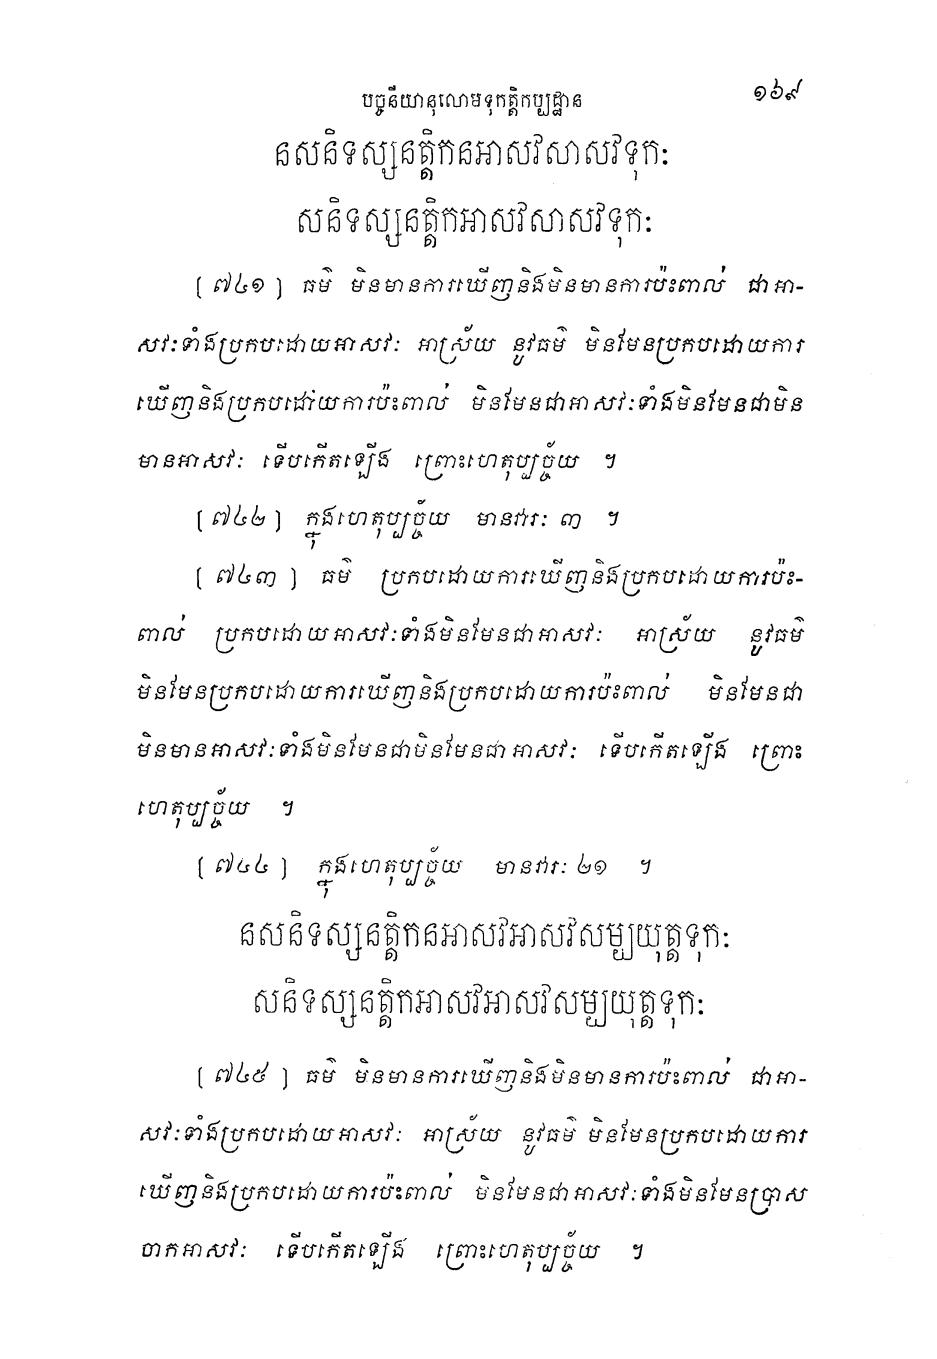 បច្ចនីយានុលោមទុកត្តិកប្បដ្ឋាន ១៦៩
នសនិទស្សនត្តិកនអាសវសាសវទុកៈ
សនិទស្សនត្តិកអាសវសាសវទុកៈ
[ ៧៤១ ] ធម៌ មិនមានការឃើញនិងមិនមានការប៉ះពាល់ ជាអា-
សវៈទាំងប្រកបដោយអាសវៈ អាស្រ័យ នូវធម៌ មិនមែនប្រកបដោយការ
ឃើញនិងប្រកបដោយការប៉ះពាល់ មិនមែនជាអាសវៈទាំងមិនមែនជាមិន
មានអាសវៈ ទើបកើតឡើង ព្រោះហេតុប្បច្ច័យ ។
[ ៧៤២ ] ក្នុងហេតុប្បច្ច័យ មានវារៈ ៣ ។
[ ៧៤៣ ] ធម៌ ប្រកបដោយការឃើញនិងប្រកបដោយការប៉ះ-
ពាល់ ប្រកបដោយអាសវៈទាំងមិនមែនជាអាសវៈ អាស្រ័យ នូវធម៌
មិនមែនប្រកបដោយការឃើញនិងប្រកបដោយការប៉ះពាល់ មិនមែនជា
មិនមានអាសវៈទាំងមិនមែនជាមិនមែនជាអាសវៈ ទើបកើតឡើង ព្រោះ
ហេតុប្បច្ច័យ ។
[ ៧៤៤ ] ក្នុងហេតុប្បច្ច័យ មានវារៈ ២១ ។
នសនិទស្សនត្តិកនអាសវអាសវសម្បយុត្តទុកៈ
សនិទស្សនត្តិកអាសវអាសវសម្បយុត្តទុកៈ
[ ៧៤៥ ] ធម៌ មិនមានការឃើញនិងមិនមានការប៉ះពាល់ ជាអា-
សវៈទាំងប្រកបដោយអាសវៈ អាស្រ័យ នូវធម៌ មិនមែនប្រកបដោយការ
ឃើញនិងប្រកបដោយការប៉ះពាល់ មិនមែនជាអាសវៈទាំងមិនមែនប្រាស
ចាកអាសវៈ ទើបកើតឡើង ព្រោះហេតុប្បច្ច័យ ។